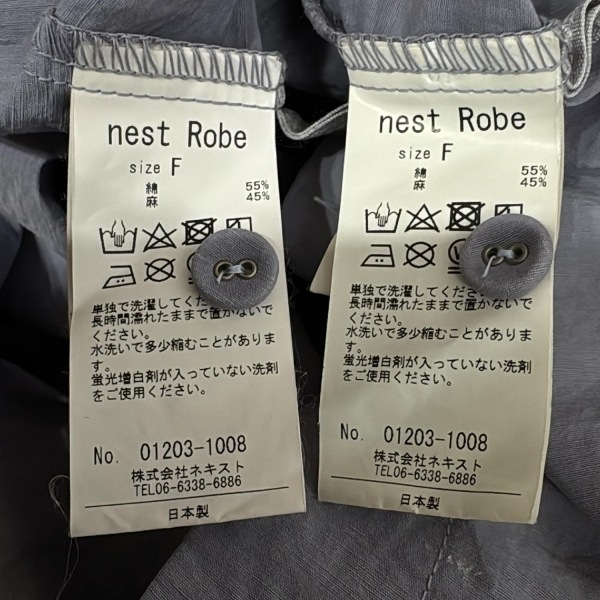 nest Robe
size F
綿 55%
麻 45%
単独で洗濯してくだ
長時間濡れたままで置かないで
ください。
水洗いで多少縮むことがありま
す。
蛍光増白剤が入っていない洗剤
をご使用ください。
No. 01203-1008
株式会社ネキスト
TEL06-6338-6886
日本製
nest Robe
size F
綿 55%
麻 45%
単独で洗濯してください。
長時間濡れたままで置かないで
ください。
水洗いで多少縮むことがありま
す。
蛍光増白剤が入っていない洗剤
をご使用ください。
No. 01203-1008
株式会社ネキスト
TEL06-6338-6886
日本製